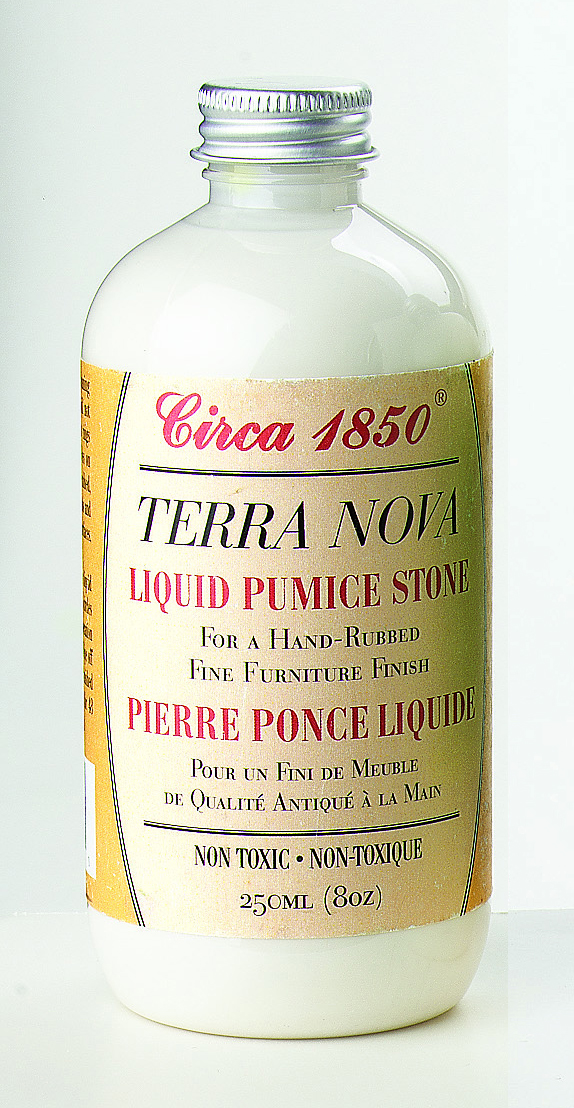 Circa 1850®
TERRA NOVA
LIQUID PUMICE STONE
FOR A HAND-RUBBED
FINE FURNITURE FINISH
PIERRE PONCE LIQUIDE
POUR UN FINI DE MEUBLE
DE QUALITÉ ANTIQUÉ À LA MAIN
NON TOXIC • NON-TOXIQUE
250ML (8OZ)